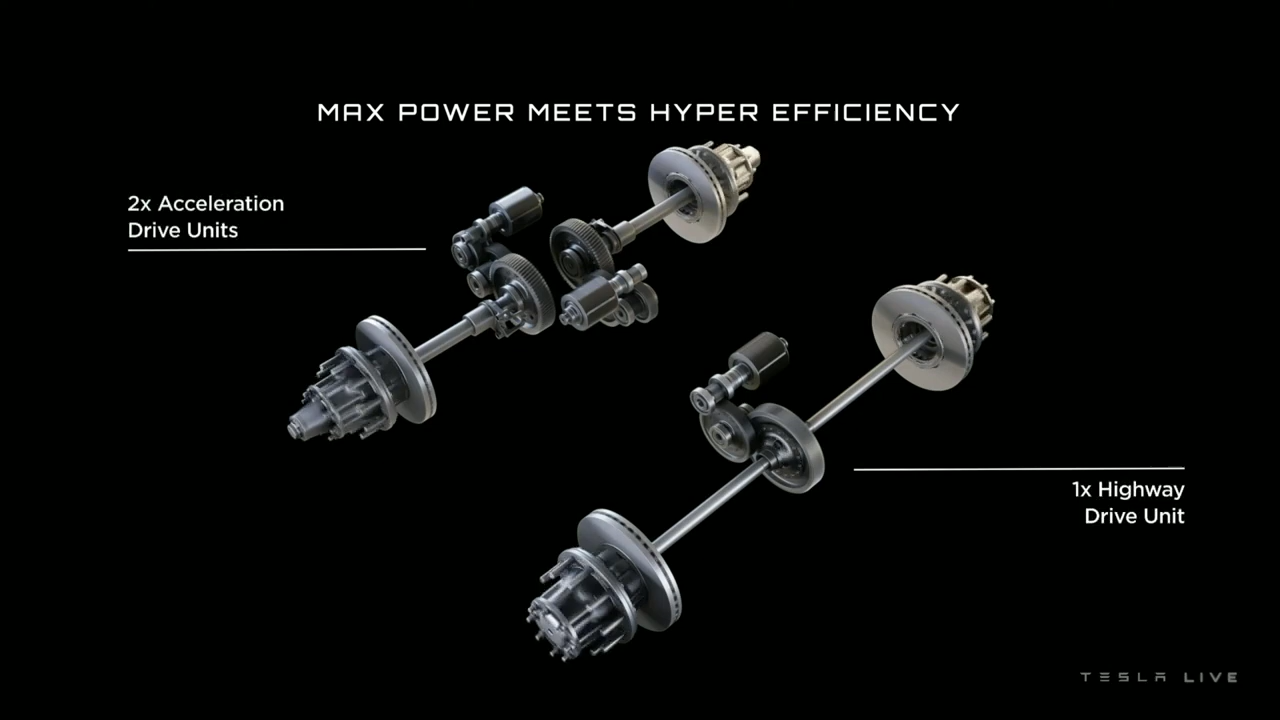 MAX POWER MEETS HYPER EFFICIENCY
2x Acceleration
Drive Units
1x Highway
Drive Unit
TESLA LIVE